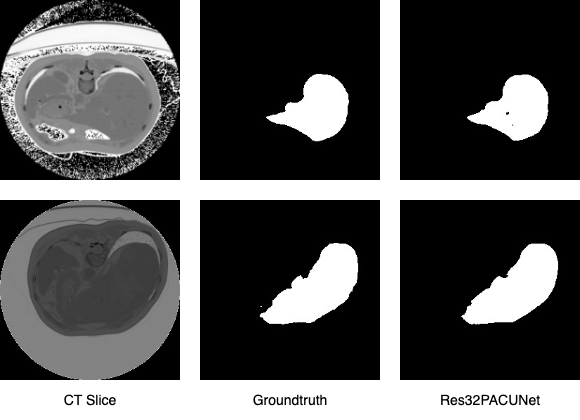 CT Slice
Groundtruth
Res32PACUNet